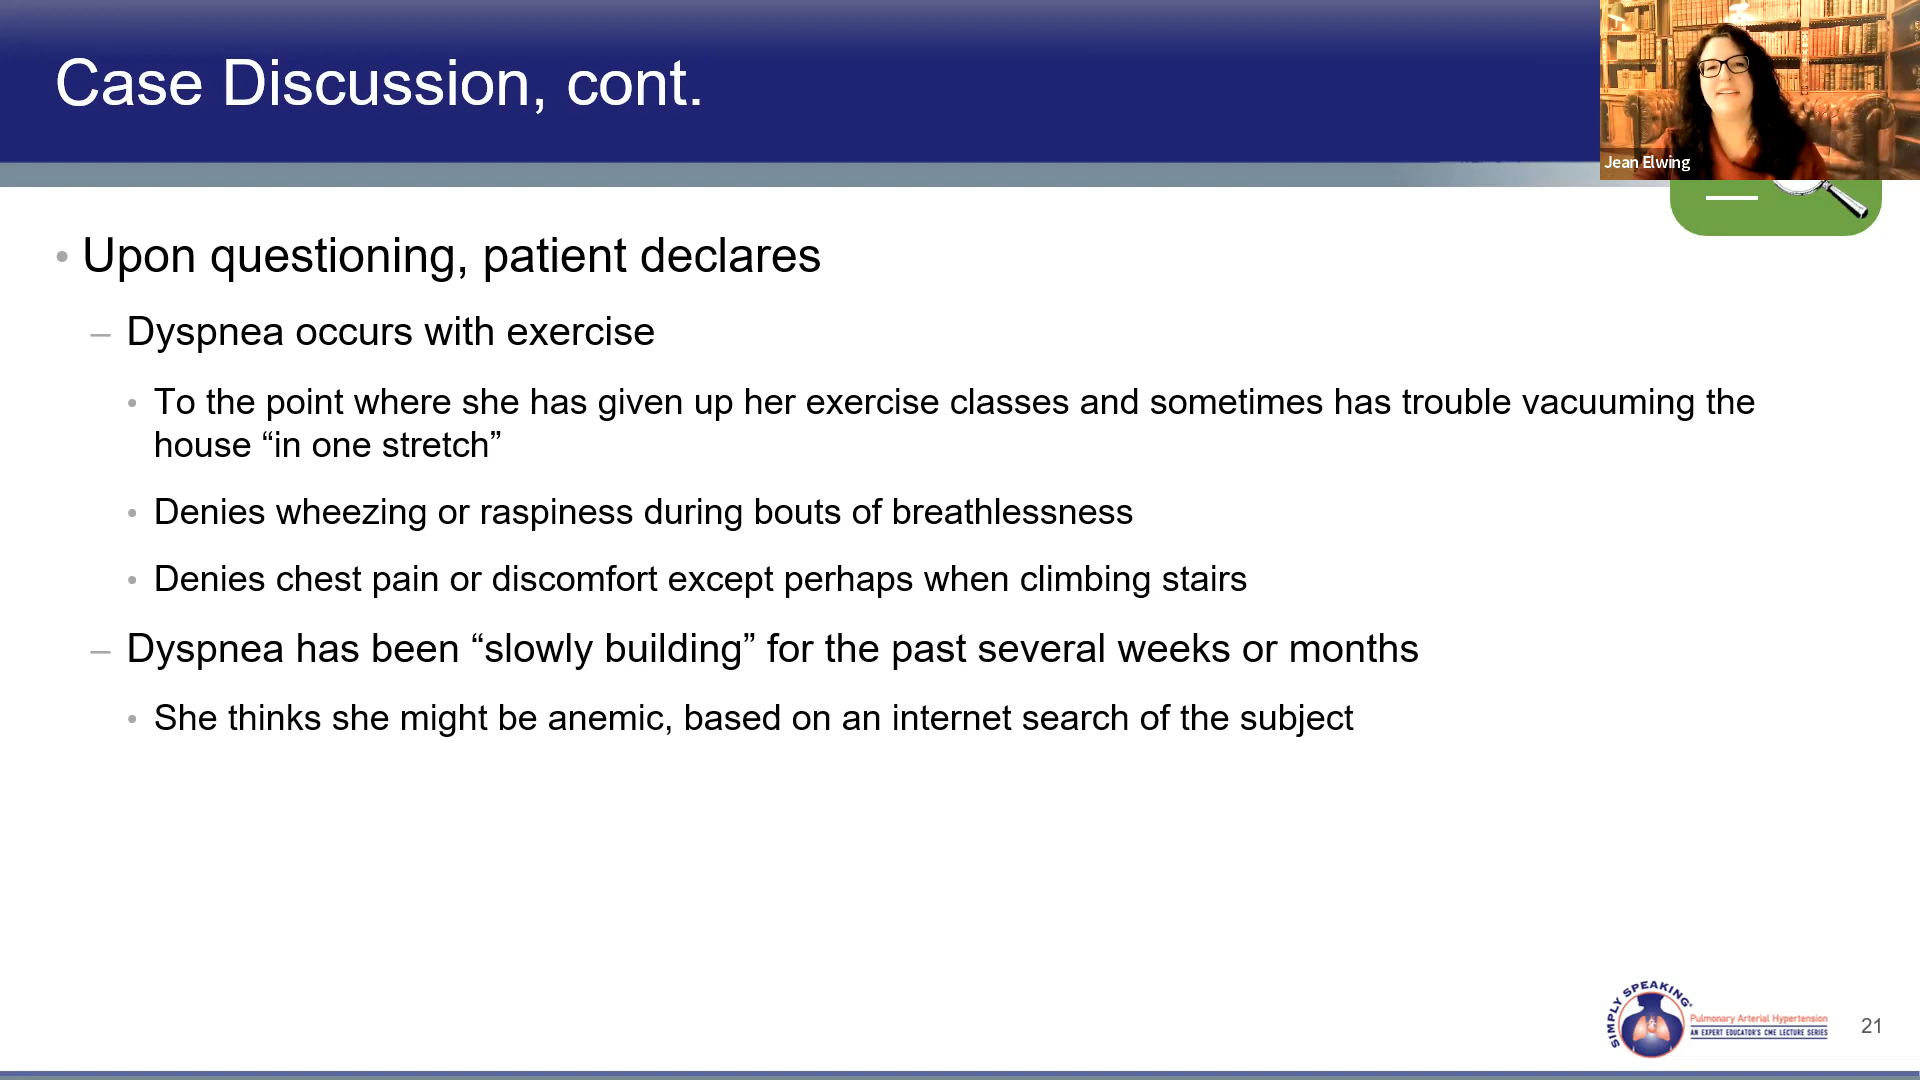 Case Discussion, cont.
Jean Elwing
• Upon questioning, patient declares
– Dyspnea occurs with exercise
• To the point where she has given up her exercise classes and sometimes has trouble vacuuming the
house “in one stretch”
• Denies wheezing or raspiness during bouts of breathlessness
• Denies chest pain or discomfort except perhaps when climbing stairs
– Dyspnea has been “slowly building” for the past several weeks or months
• She thinks she might be anemic, based on an internet search of the subject
SIMPLY SPEAKING®
Pulmonary Arterial Hypertension
AN EXPERT EDUCATOR'S CME LECTURE SERIES
21